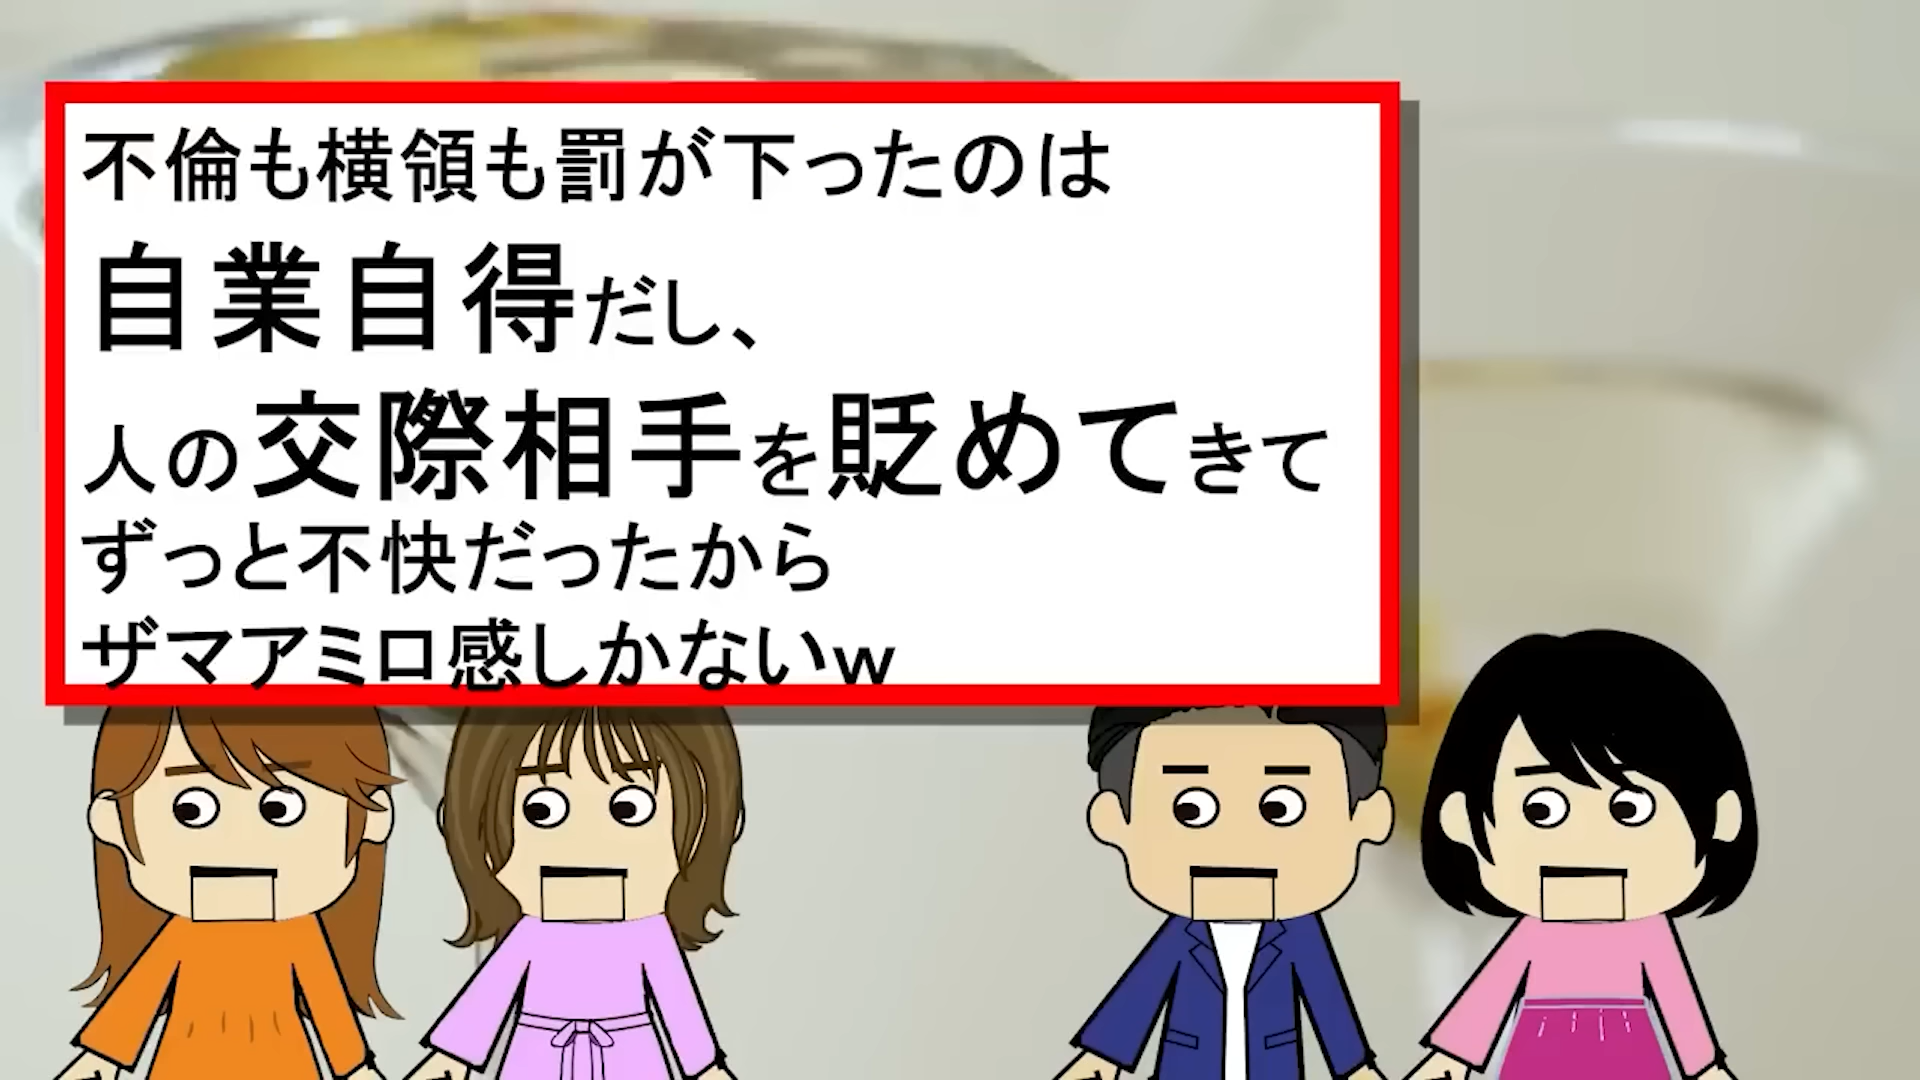 不倫も横領も罰が下ったのは
自業自得だし、
人の交際相手を貶めてきて
ずっと不快だったから
ザマアミロ感しかないw